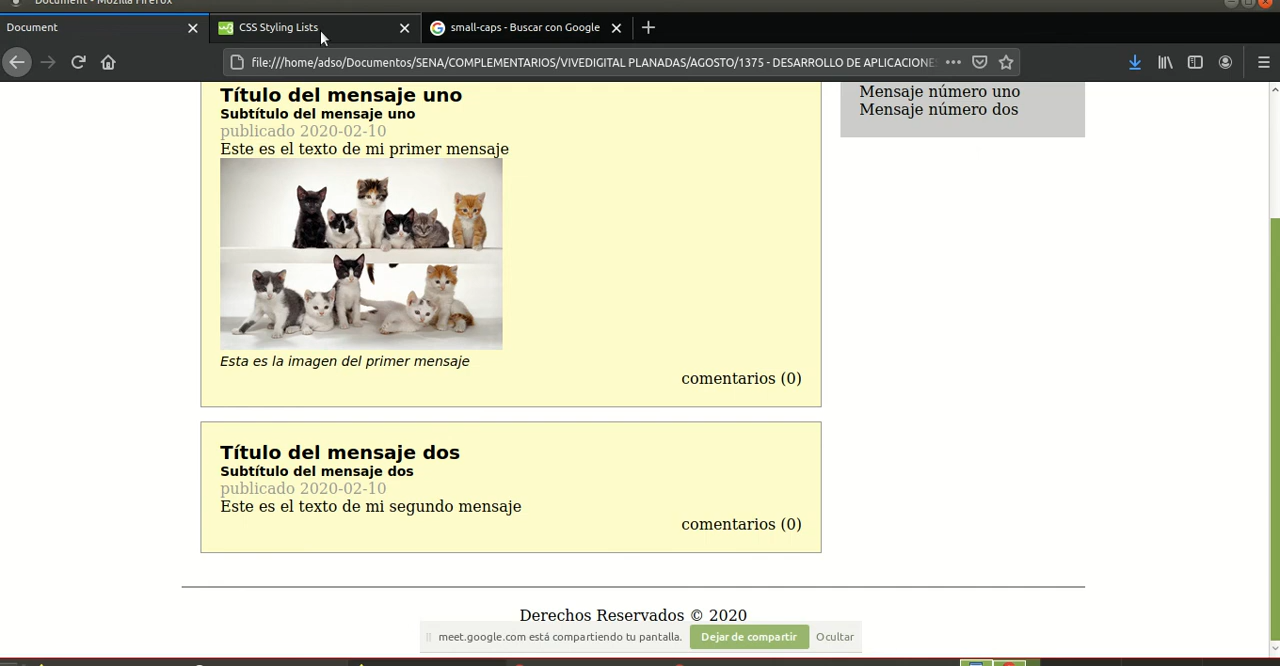 Document - Mozilla Firefox
Document
CSS Styling Lists
small-caps - Buscar con Google
file:///home/adso/Documentos/SENA/COMPLEMENTARIOS/VIVEDIGITAL PLANADAS/AGOSTO/1375 - DESARROLLO DE APLICACIONE
Título del mensaje uno
Subtítulo del mensaje uno
publicado 2020-02-10
Este es el texto de mi primer mensaje
Esta es la imagen del primer mensaje
comentarios (0)
Mensaje número uno
Mensaje número dos
Título del mensaje dos
Subtítulo del mensaje dos
publicado 2020-02-10
Este es el texto de mi segundo mensaje
comentarios (0)
Derechos Reservados © 2020
meet.google.com está compartiendo tu pantalla.
Dejar de compartir
Ocultar